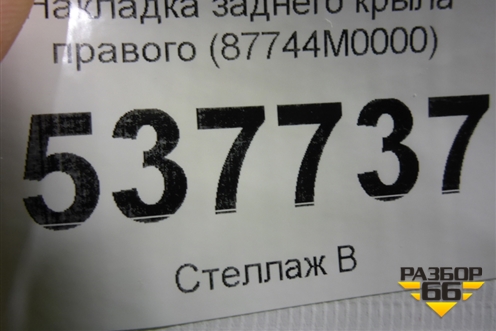 Накладка заднего крыла
правого (87744M0000)
537737
Стеллаж В
РАЗБОР
66